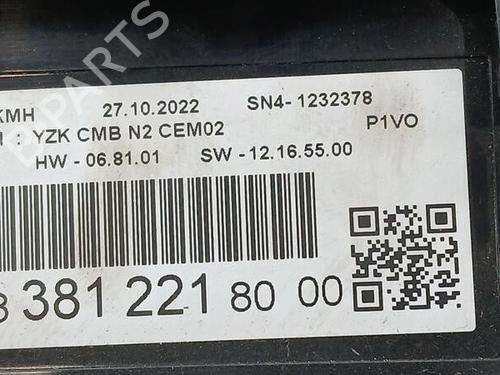 PARTS
KMH 27.10.2022 SN4- 1232378
: YZK CMB N2 CEM02 P1VO
HW - 06.81.01 SW - 12.16.55.00
381 221 80 00